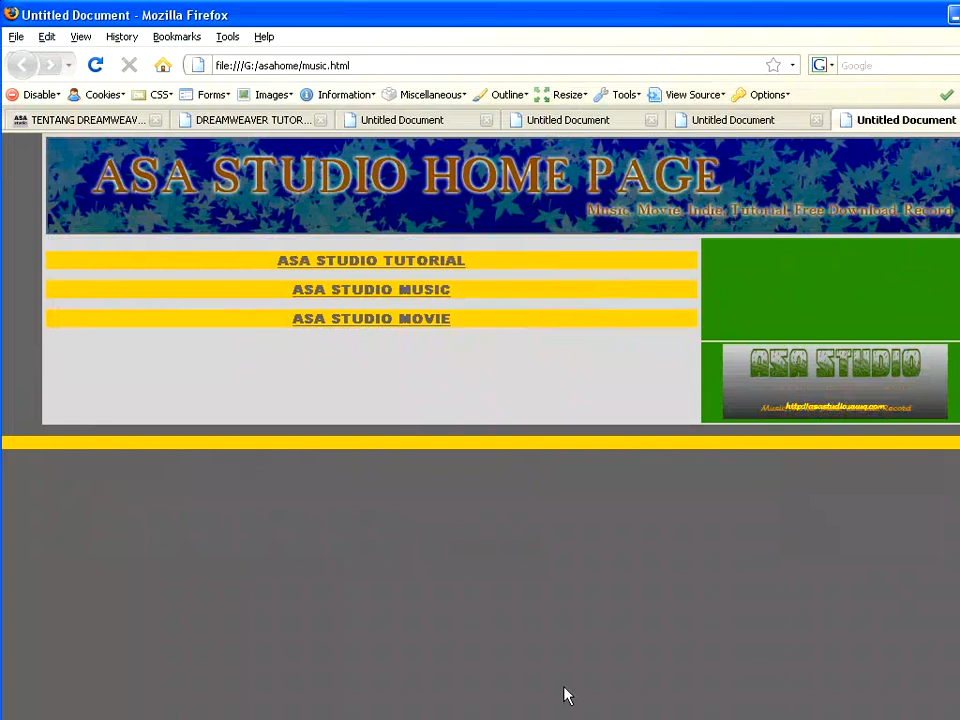 Untitled Document - Mozilla Firefox
File Edit View History Bookmarks Tools Help
file:///G:/asahome/music.html
Google
Disable Cookies CSS Forms Images Information Miscellaneous Outline Resize Tools View Source Options
TENTANG DREAMWEAV... DREAMWEAVER TUTOR... Untitled Document Untitled Document Untitled Document Untitled Document
ASA STUDIO HOME PAGE
Music, Movie, Indie, Tutorial, Free Download, Record
ASA STUDIO TUTORIAL
ASA STUDIO MUSIC
ASA STUDIO MOVIE
ASA STUDIO
Record